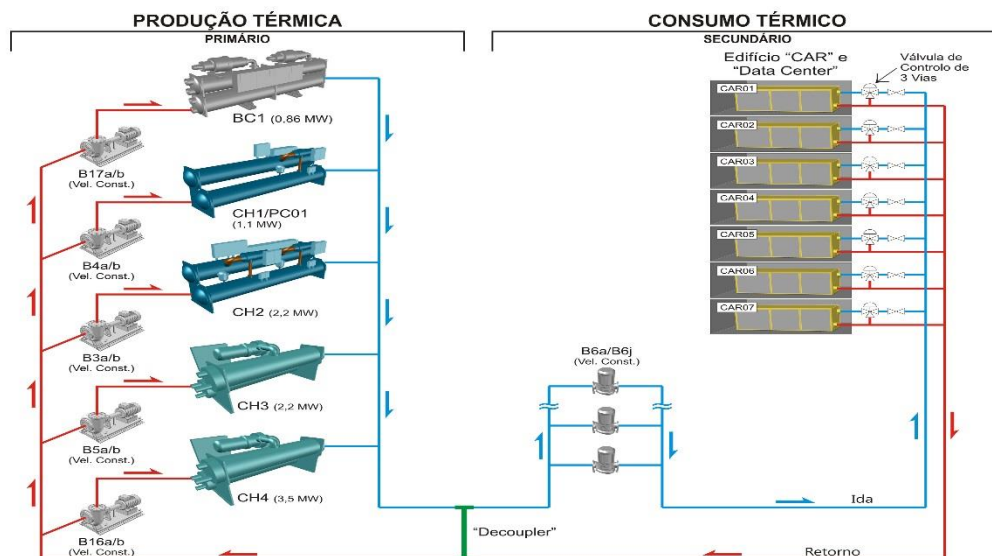 PRODUÇÃO TÉRMICA
PRIMÁRIO
CONSUMO TÉRMICO
SECUNDÁRIO
Edifício “CAR” e
“Data Center”
Válvula de
Controlo de
3 Vias
BC1 (0,86 MW)
B17a/b
(Vel. Const.)
CH1/PC01
(1,1 MW)
B4a/b
(Vel. Const.)
CH2 (2,2 MW)
B3a/b
(Vel. Const.)
CH3 (2,2 MW)
B5a/b
(Vel. Const.)
CH4 (3,5 MW)
B16a/b
(Vel. Const.)
CAR01
CAR02
CAR03
CAR04
CAR05
CAR06
CAR07
B6a/B6j
(Vel. Const.)
“Decoupler”
Ida
Retorno